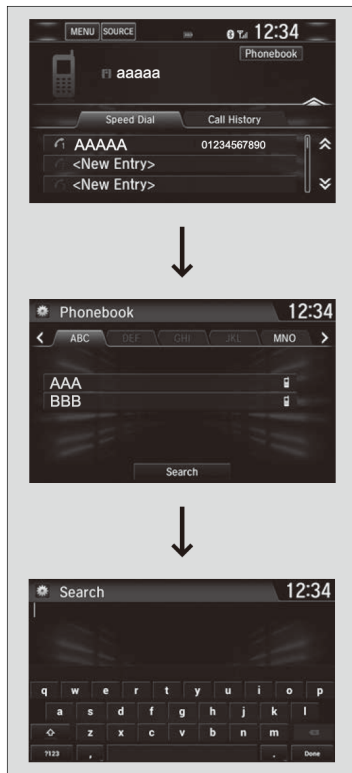 MENU SOURCE 12:34
Phonebook
aaaaa
Speed Dial Call History
AAAAA 01234567890
<New Entry>
<New Entry>
Phonebook 12:34
ABC DEF GHI JKL MNO
AAA
BBB
Search
Search 12:34
q w e r t y u i o p
a s d f g h j k l
z x c v b n m
?123 , . Done